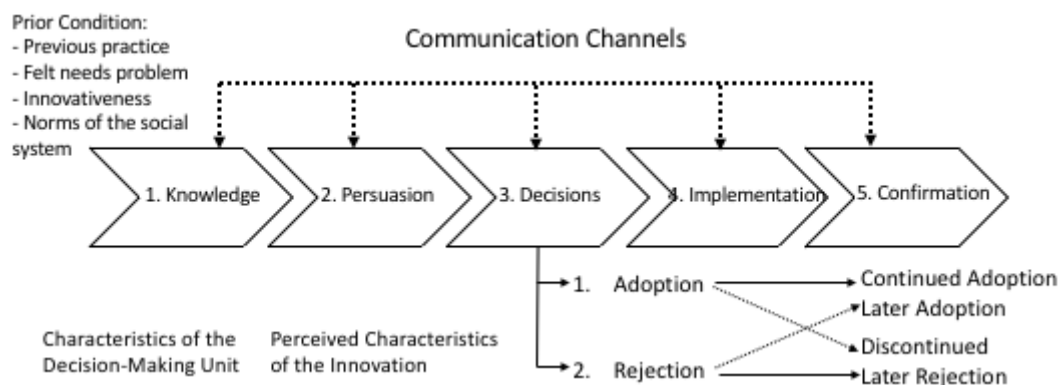 Prior Condition:
- Previous practice
- Felt needs problem
- Innovativeness
- Norms of the social
system
Communication Channels
1. Knowledge
2. Persuasion
3. Decisions
4. Implementation
5. Confirmation
1. Adoption
Continued Adoption
Later Adoption
Discontinued
2. Rejection
Later Rejection
Characteristics of the
Decision-Making Unit
Perceived Characteristics
of the Innovation